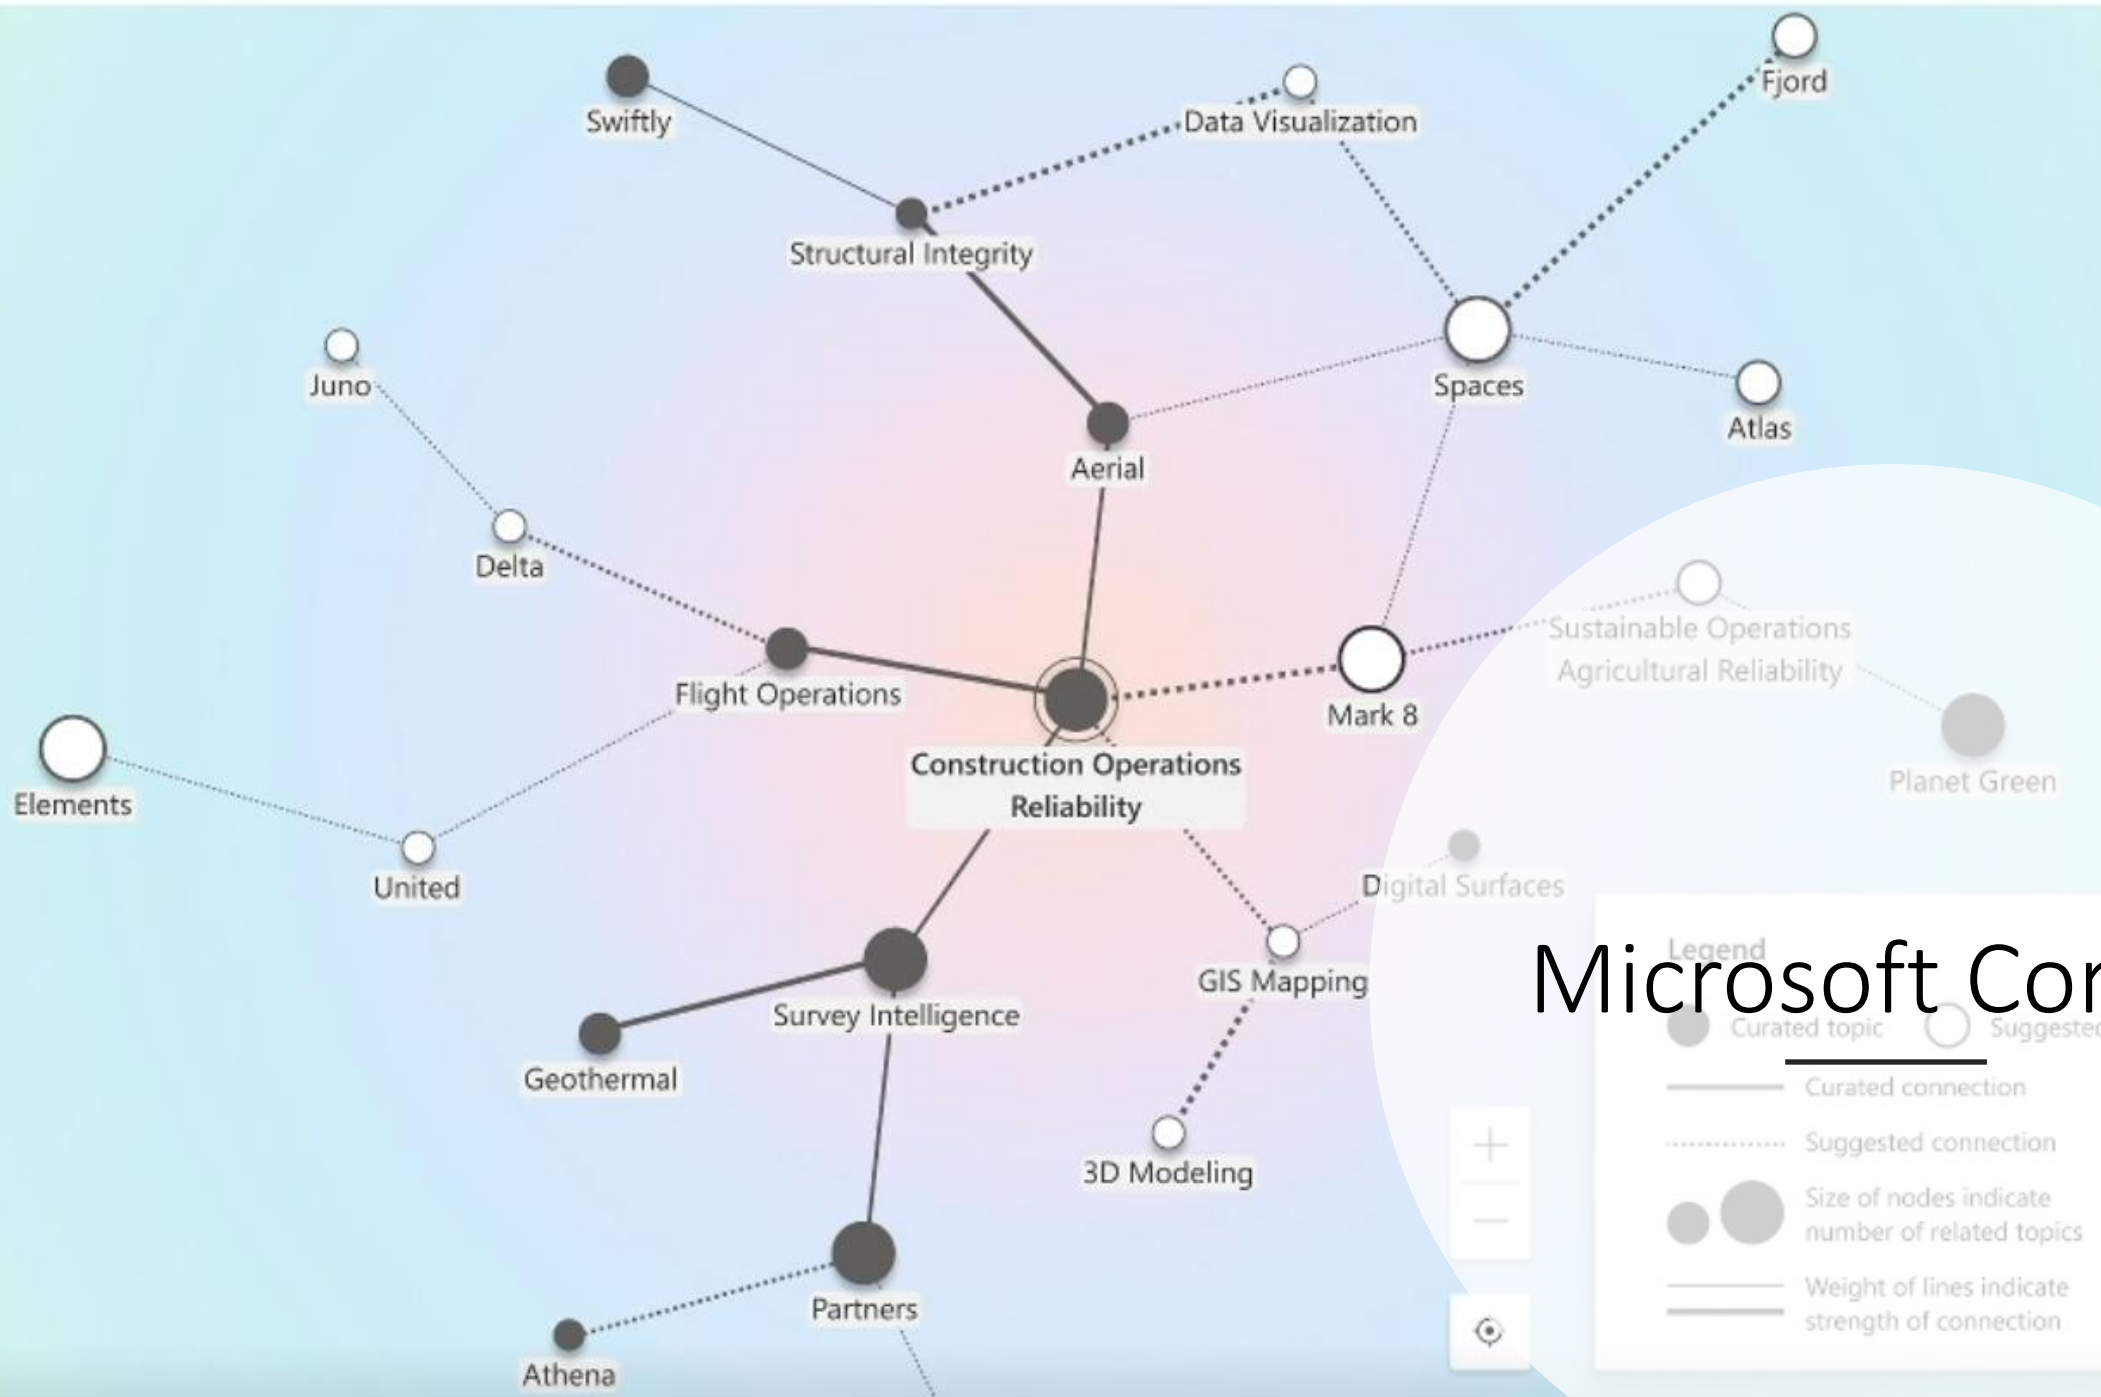 Fjord
Swiftly
Data Visualization
Structural Integrity
Juno
Spaces
Atlas
Aerial
Delta
Sustainable Operations
Agricultural Reliability
Flight Operations
Mark 8
Construction Operations
Reliability
Planet Green
Elements
United
Digital Surfaces
GIS Mapping
Survey Intelligence
Geothermal
3D Modeling
Partners
Athena
Microsoft
Legend
Curated topic
Suggested
Curated connection
Suggested connection
Size of nodes indicate
number of related topics
Weight of lines indicate
strength of connection